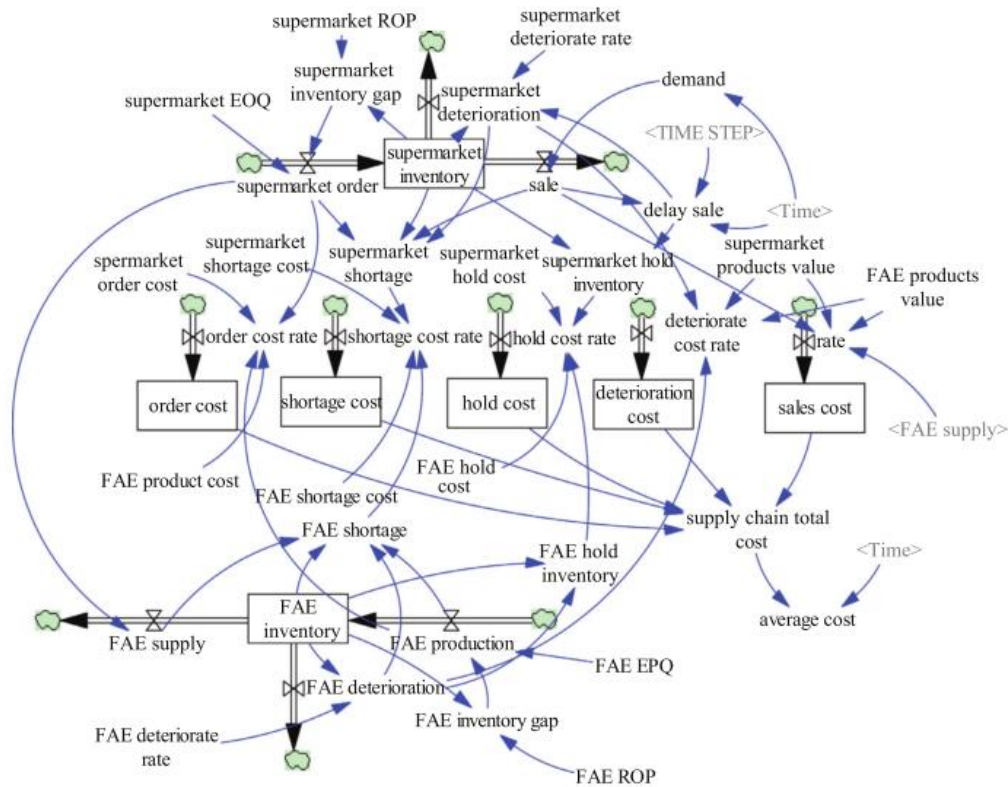 supermarket ROP
supermarket
deteriorate rate
supermarket
inventory gap
supermarket
deterioration
demand
supermarket EOQ
<TIME STEP>
supermarket
inventory
supermarket order
sale
delay sale
<Time>
supermarket
shortage cost
supermarket
shortage
supermarket
hold cost
supermarket hold
inventory
supermarket
products value
spermarket
order cost
FAE products
value
order cost rate
shortage cost rate
hold cost rate
deteriorate
cost rate
rate
order cost
shortage cost
hold cost
deterioration
cost
sales cost
<FAE supply>
FAE product cost
FAE shortage cost
FAE hold
cost
FAE shortage
supply chain total
cost
FAE hold
inventory
<Time>
FAE
inventory
FAE supply
FAE production
average cost
FAE EPQ
FAE deterioration
FAE inventory gap
FAE deteriorate
rate
FAE ROP